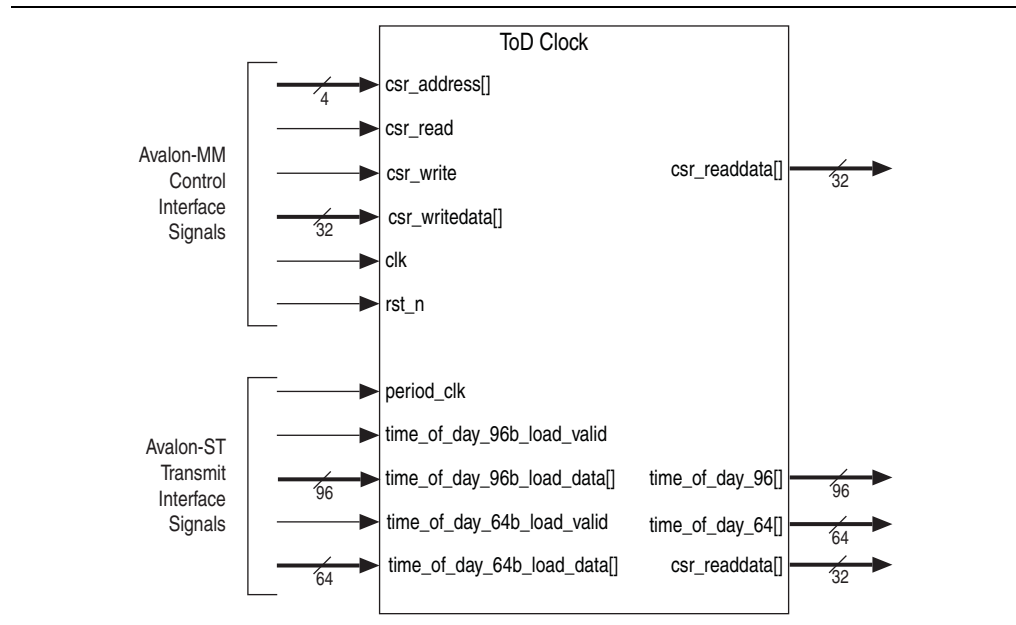 ToD Clock
Avalon-MM
Control
Interface
Signals
csr_address[]
4
csr_read
csr_write
csr_writedata[]
32
clk
rst_n
csr_readdata[]
32
Avalon-ST
Transmit
Interface
Signals
period_clk
time_of_day_96b_load_valid
time_of_day_96b_load_data[]
96
time_of_day_64b_load_valid
time_of_day_64b_load_data[]
64
time_of_day_96[]
96
time_of_day_64[]
64
csr_readdata[]
32